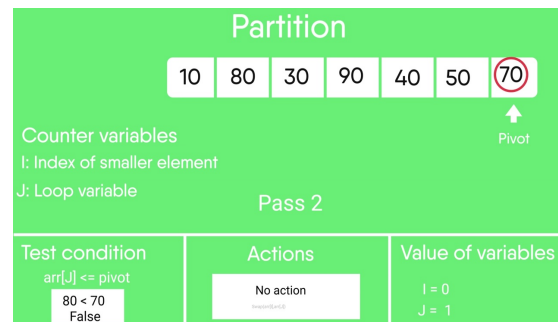 Partition
10 80 30 90 40 50 70
Pivot
Counter variables
I: Index of smaller element
J: Loop variable
Pass 2
Test condition
arr[J] <= pivot
80 < 70
False
Actions
No action
Value of variables
I = 0
J = 1